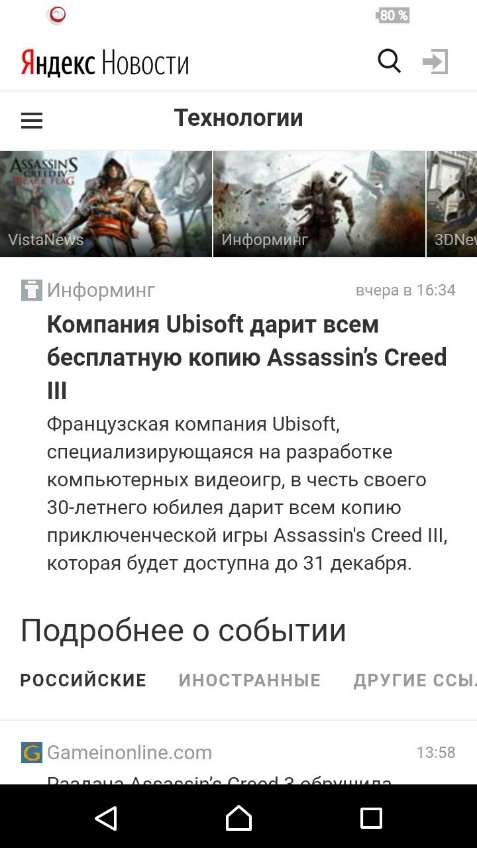 80 %
Яндекс Новости
Технологии
ASSASSIN'S
CREED IV
BLACK FLAG
VistaNews
Информинг
3DNev
Информинг
вчера в 16:34
Компания Ubisoft дарит всем
бесплатную копию Assassin’s Creed
III
Французская компания Ubisoft,
специализирующаяся на разработке
компьютерных видеоигр, в честь своего
30-летнего юбилея дарит всем копию
приключенческой игры Assassin's Creed III,
которая будет доступна до 31 декабря.
Подробнее о событии
РОССИЙСКИЕ
ИНОСТРАННЫЕ
ДРУГИЕ ССЫ
Gameinonline.com
13:58
Раздача Assassin’s Creed 3 обрушила